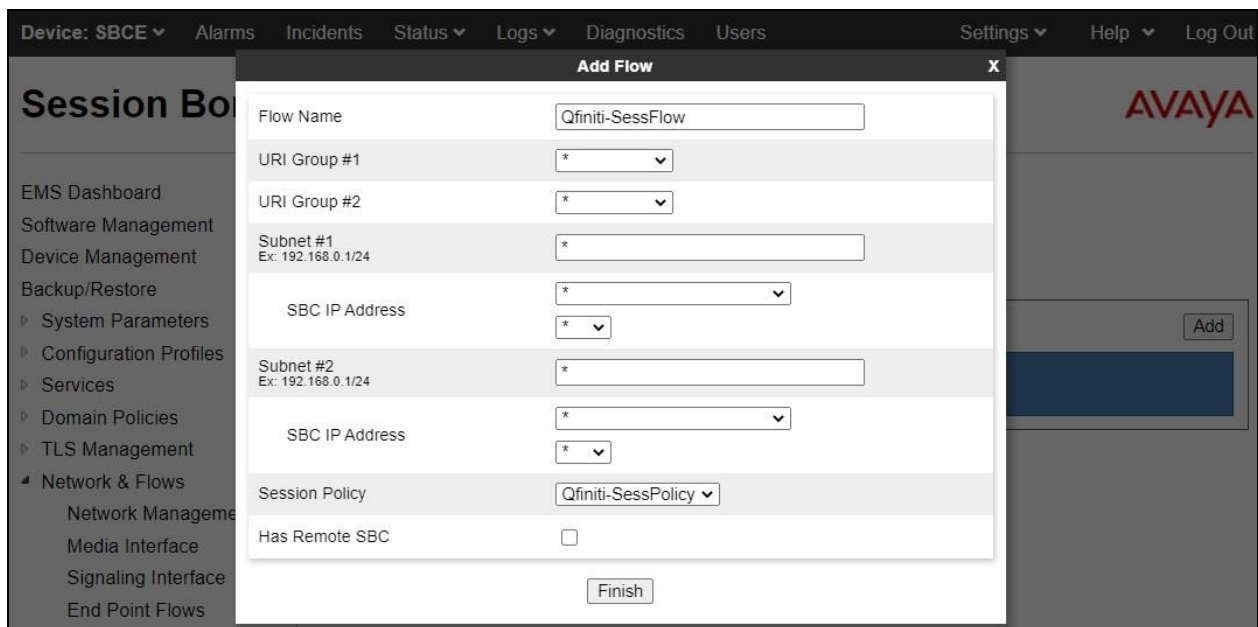 Device: SBCE Alarms Incidents Status Logs Diagnostics Users Settings Help Log Out
Add Flow X
Session Bor
AVAYA
EMS Dashboard
Software Management
Device Management
Backup/Restore
System Parameters
Configuration Profiles
Services
Domain Policies
TLS Management
Network & Flows
Network Manageme
Media Interface
Signaling Interface
End Point Flows
Flow Name Qfiniti-SessFlow
URI Group #1 *
URI Group #2 *
Subnet #1 *
Ex: 192.168.0.1/24
SBC IP Address *
*
Subnet #2 *
Ex: 192.168.0.1/24
SBC IP Address *
*
Session Policy Qfiniti-SessPolicy
Has Remote SBC
Finish
Add